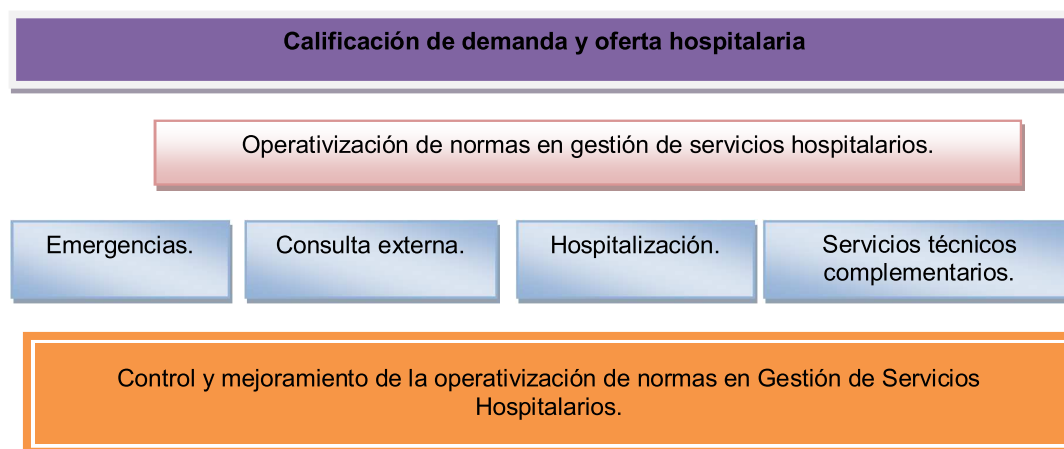 Calificación de demanda y oferta hospitalaria
Operativización de normas en gestión de servicios hospitalarios.
Emergencias.
Consulta externa.
Hospitalización.
Servicios técnicos
complementarios.
Control y mejoramiento de la operativización de normas en Gestión de Servicios
Hospitalarios.